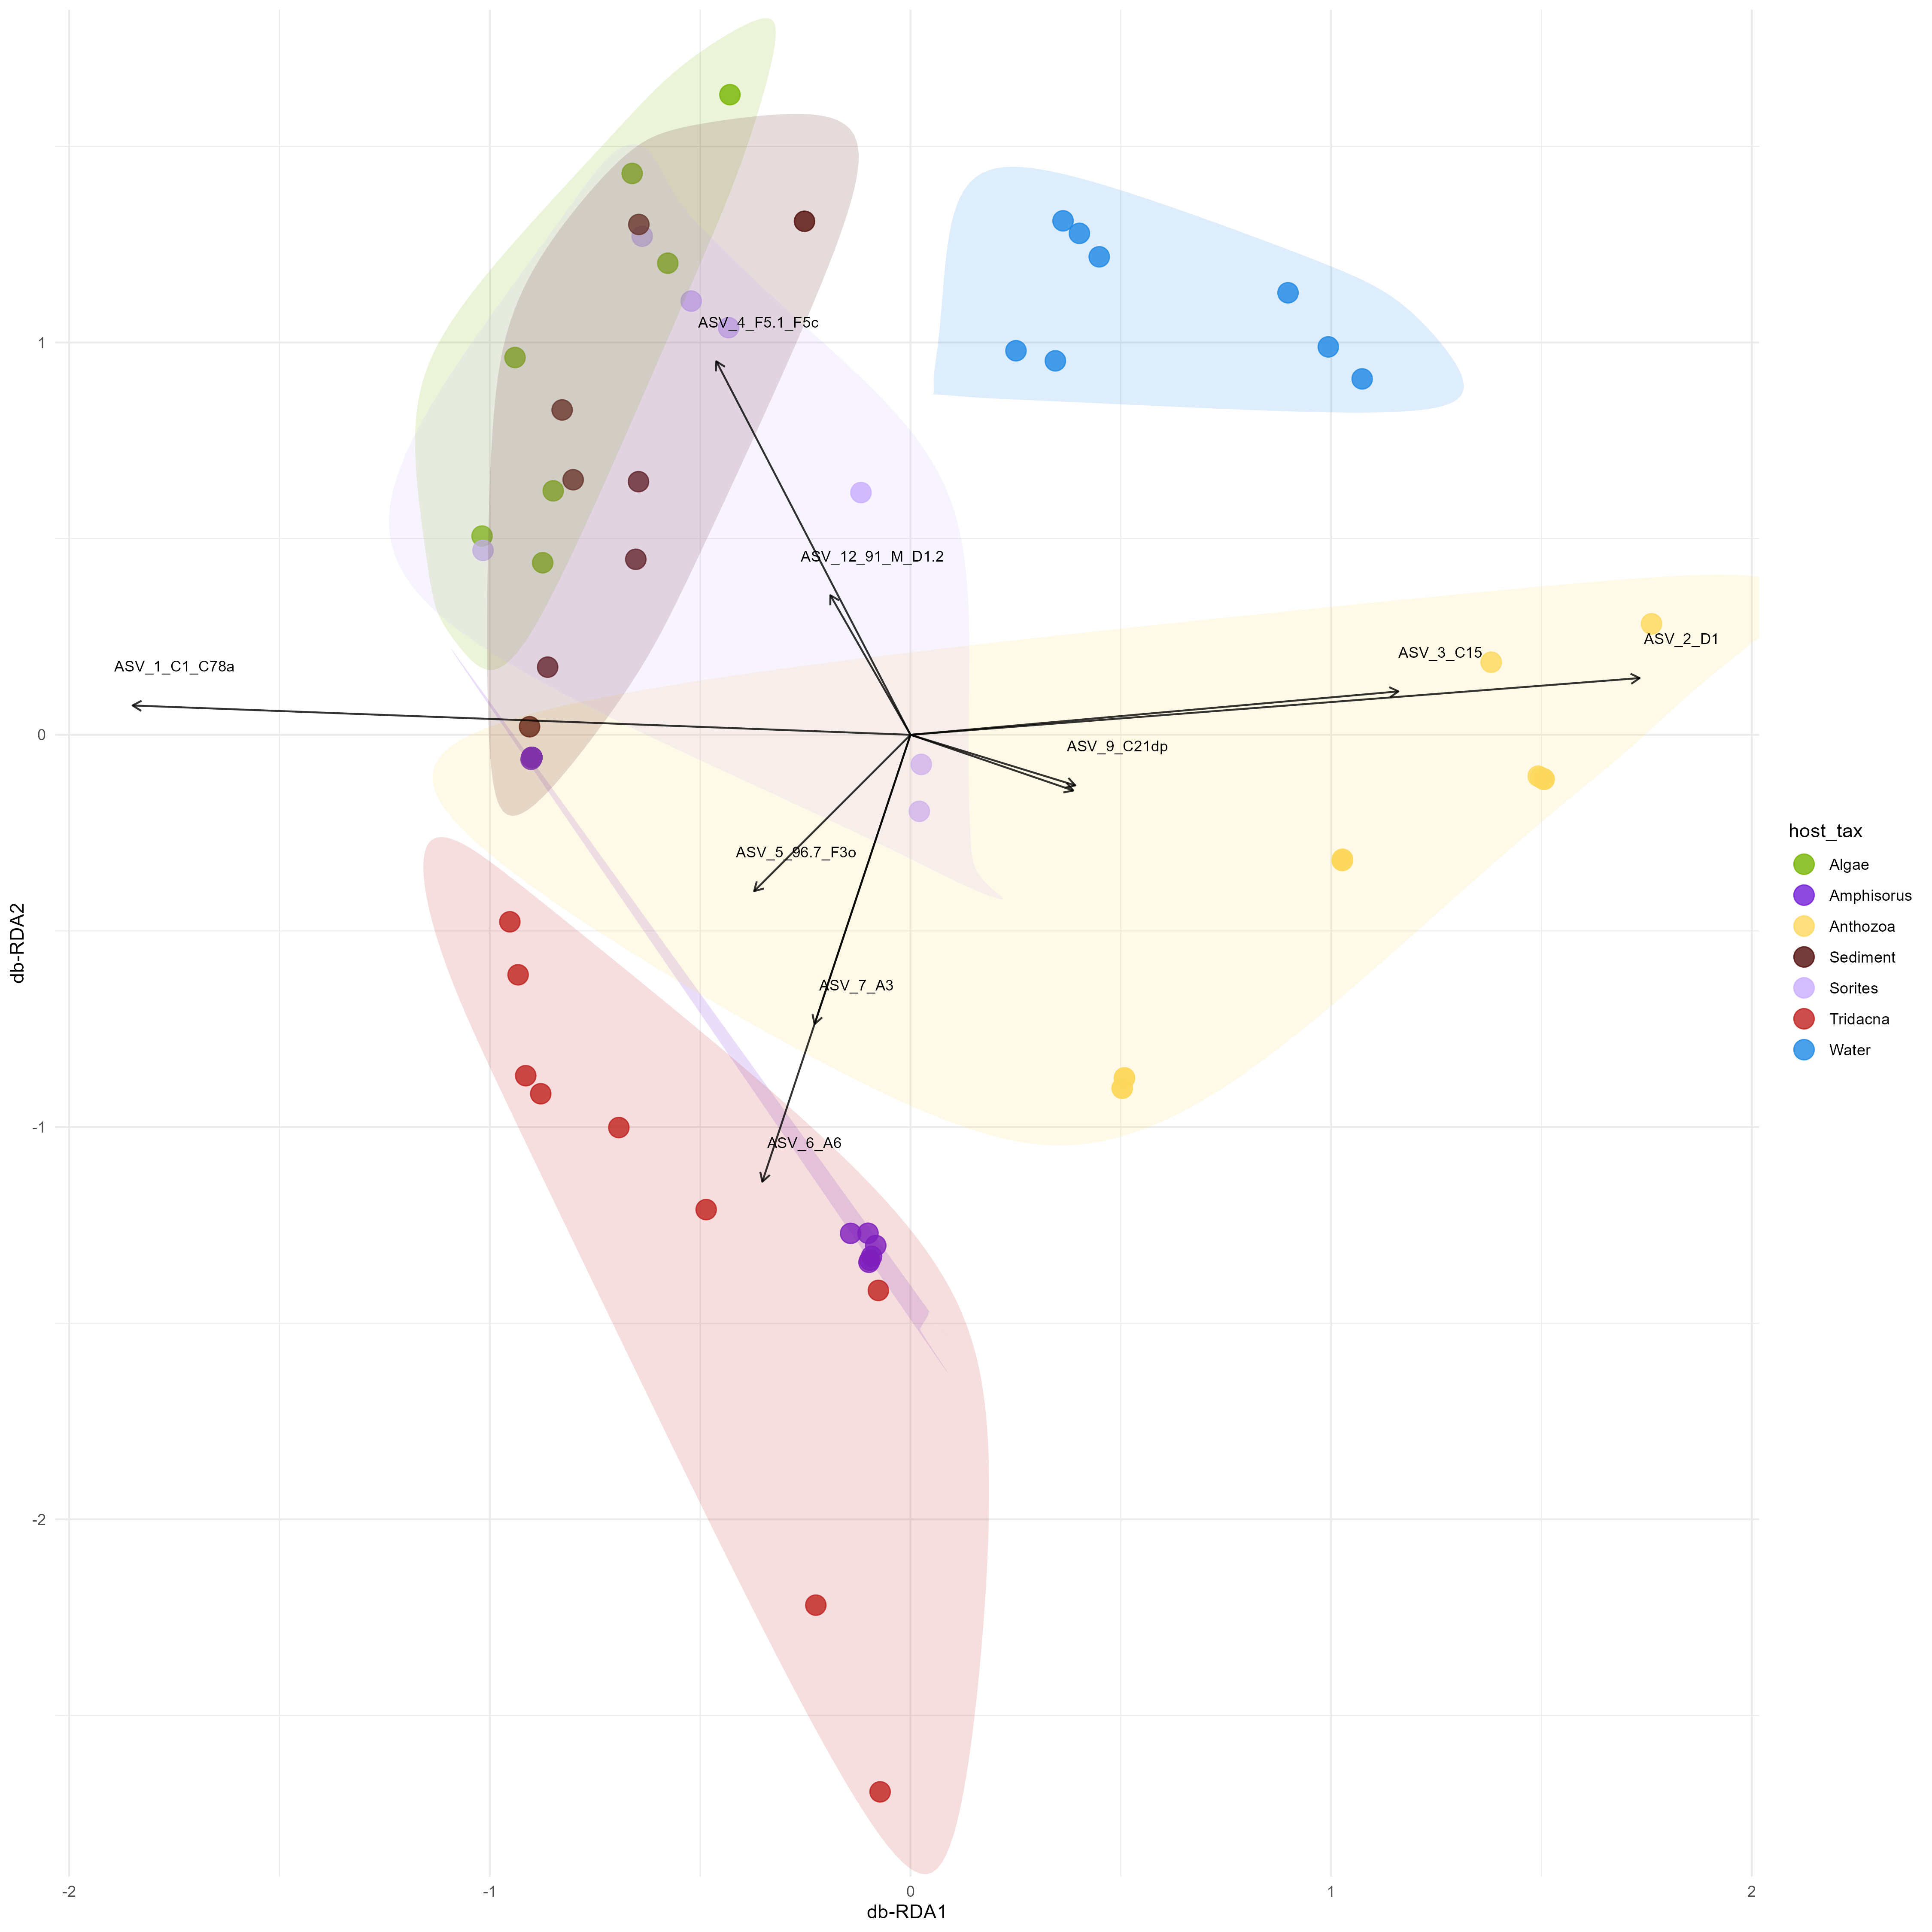 ASV_4_F5.1_F5c
1
ASV_12_91_M_D1.2
ASV_2_D1
ASV_3_C15
ASV_1_C1_C78a
0
ASV_9_C21dp
ASV_5_96.7_F3o
ASV_7_A3
-1
ASV_6_A6
-2
db-RDA2
-2
-1
0
1
2
db-RDA1
host_tax
Algae
Amphisorus
Anthozoa
Sediment
Sorites
Tridacna
Water